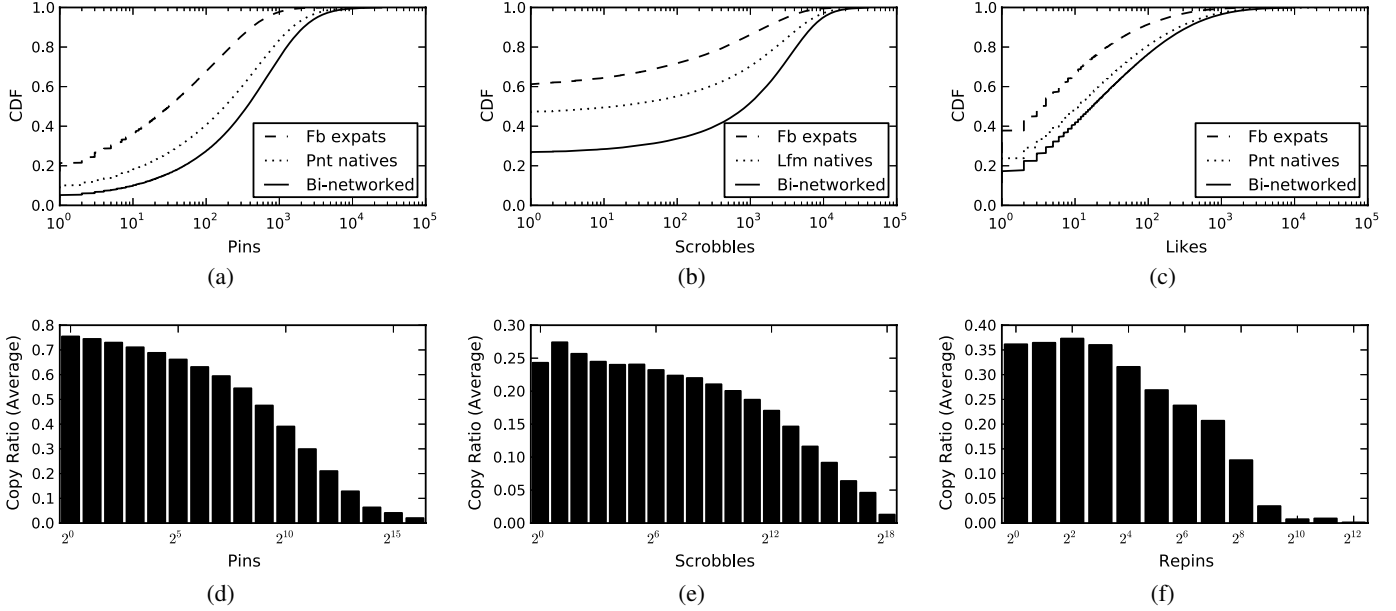 1.0
0.8
0.6
0.4
0.2
0.0
CDF
10^0 10^1 10^2 10^3 10^4 10^5
Pins
Fb expats
Pnt natives
Bi-networked
(a)
1.0
0.8
0.6
0.4
0.2
0.0
CDF
10^0 10^1 10^2 10^3 10^4 10^5
Scrobbles
Fb expats
Lfm natives
Bi-networked
(b)
1.0
0.8
0.6
0.4
0.2
0.0
CDF
10^0 10^1 10^2 10^3 10^4 10^5
Likes
Fb expats
Pnt natives
Bi-networked
(c)
0.8
0.7
0.6
0.5
0.4
0.3
0.2
0.1
0.0
Copy Ratio (Average)
2^0 2^5 2^10 2^15
Pins
(d)
0.30
0.25
0.20
0.15
0.10
0.05
0.00
Copy Ratio (Average)
2^0 2^6 2^12 2^18
Scrobbles
(e)
0.40
0.35
0.30
0.25
0.20
0.15
0.10
0.05
0.00
Copy Ratio (Average)
2^0 2^2 2^4 2^6 2^8 2^10 2^12
Repins
(f)